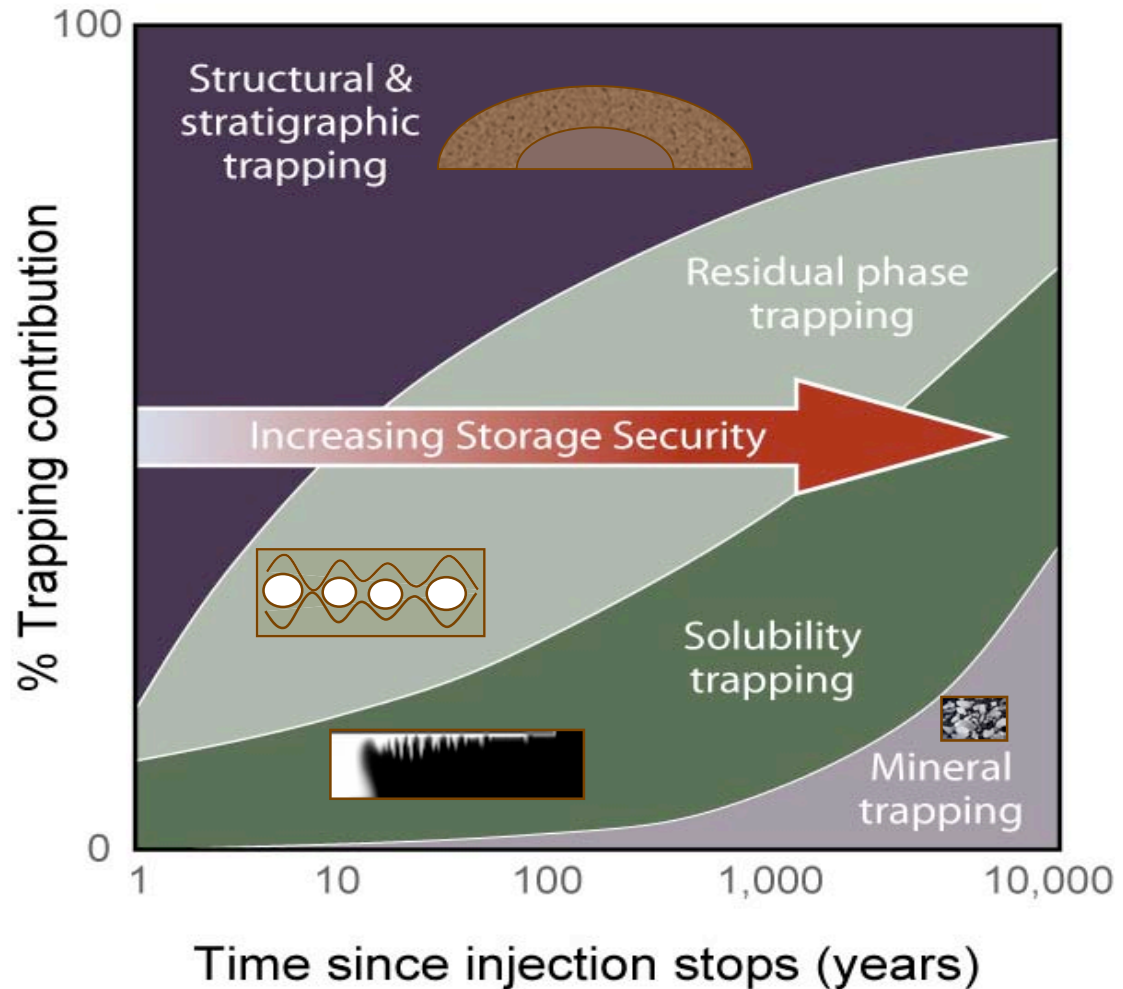 100
Structural &
stratigraphic
trapping
Residual phase
trapping
Increasing Storage Security
Solubility
trapping
Mineral
trapping
% Trapping contribution
0
1 10 100 1,000 10,000
Time since injection stops (years)